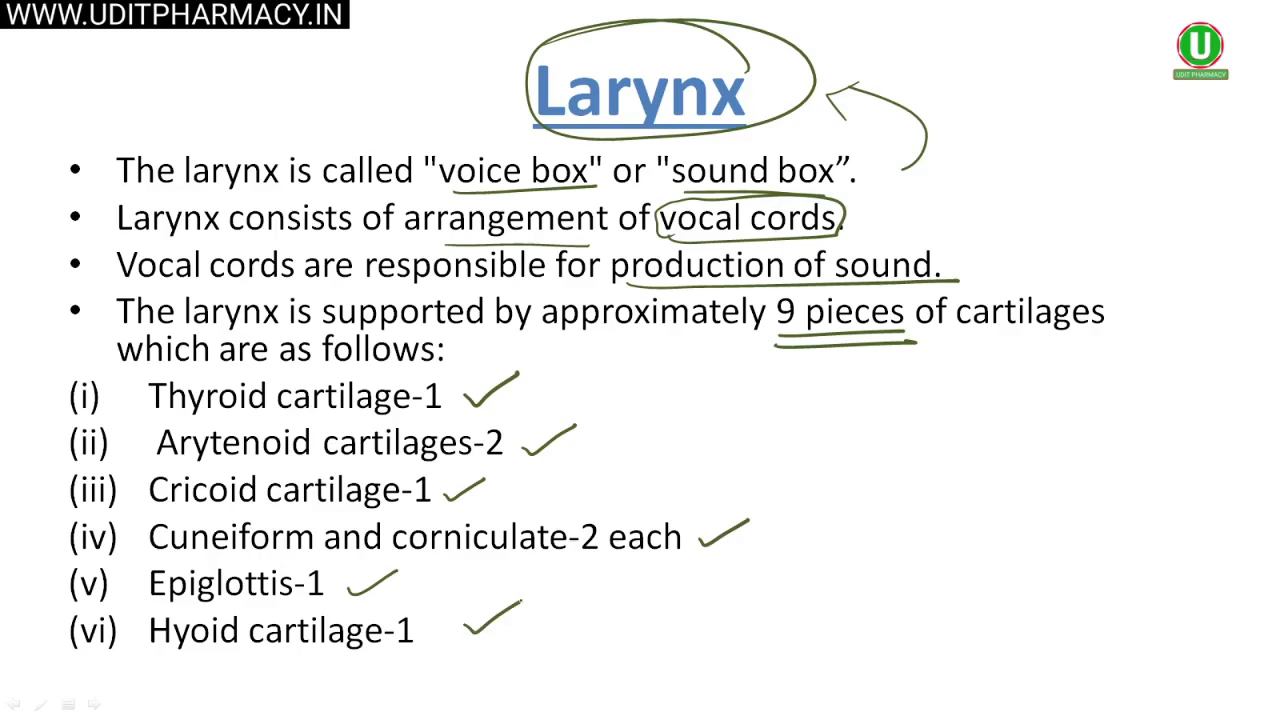 WWW.UDITPHARMACY.IN
U
UDIT PHARMACY
Larynx
• The larynx is called "voice box" or "sound box”.
• Larynx consists of arrangement of vocal cords.
• Vocal cords are responsible for production of sound.
• The larynx is supported by approximately 9 pieces of cartilages
which are as follows:
(i) Thyroid cartilage-1
(ii) Arytenoid cartilages-2
(iii) Cricoid cartilage-1
(iv) Cuneiform and corniculate-2 each
(v) Epiglottis-1
(vi) Hyoid cartilage-1